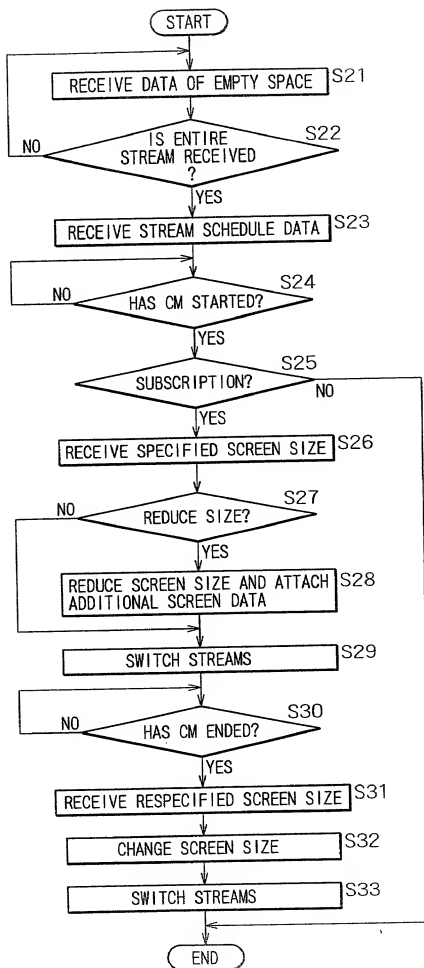 START
RECEIVE DATA OF EMPTY SPACE
S21
S22
IS ENTIRE
STREAM RECEIVED
?
NO
YES
S23
RECEIVE STREAM SCHEDULE DATA
S24
HAS CM STARTED?
NO
YES
S25
SUBSCRIPTION?
NO
YES
S26
RECEIVE SPECIFIED SCREEN SIZE
S27
NO
REDUCE SIZE?
YES
REDUCE SCREEN SIZE AND ATTACH
ADDITIONAL SCREEN DATA
S28
SWITCH STREAMS
S29
S30
HAS CM ENDED?
NO
YES
RECEIVE RESPECIFIED SCREEN SIZE
S31
CHANGE SCREEN SIZE
S32
SWITCH STREAMS
S33
END